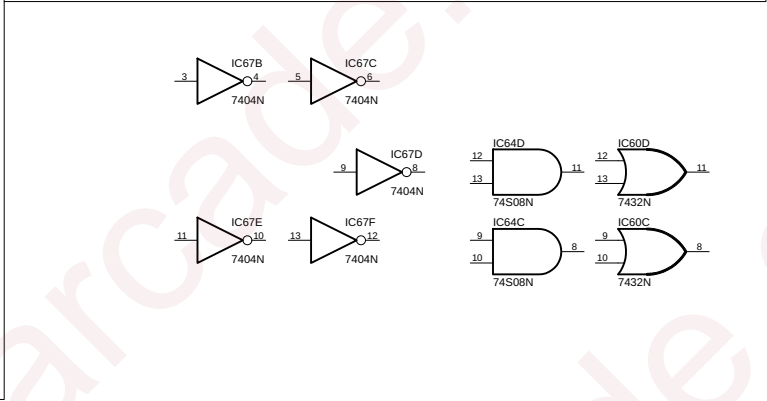 IC67B
3
4
7404N
IC67C
5
6
7404N
IC67D
9
8
7404N
IC64D
12
13
11
74S08N
IC60D
12
13
11
7432N
IC67E
11
10
7404N
IC67F
13
12
7404N
IC64C
9
10
8
74S08N
IC60C
9
10
8
7432N
arcade.